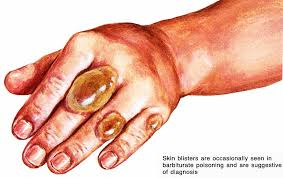 Skin blisters are occasionally seen in
barbiturate poisoning and are suggestive
of diagnosis